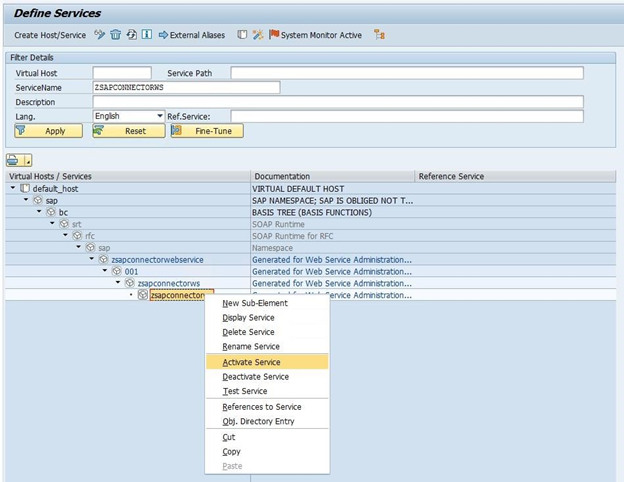 Define Services
Create Host/Service External Aliases System Monitor Active
Filter Details
Virtual Host Service Path
ServiceName ZSAPCONNECTORWS
Description
Lang. English Ref.Service:
Apply Reset Fine-Tune
Virtual Hosts / Services Documentation Reference Service
default_host VIRTUAL DEFAULT HOST
sap SAP NAMESPACE; SAP IS OBLIGED NOT T...
bc BASIS TREE (BASIS FUNCTIONS)
srt SOAP Runtime
rfc SOAP Runtime for RFC
sap Namespace
zsapconnectorwebservice Generated for Web Service Administration...
001 Generated for Web Service Administration...
zsapconnectorws Generated for Web Service Administration...
zsapconnector Web Service Administration...
New Sub-Element
Display Service
Delete Service
Rename Service
Activate Service
Deactivate Service
Test Service
References to Service
Obj. Directory Entry
Cut
Copy
Paste